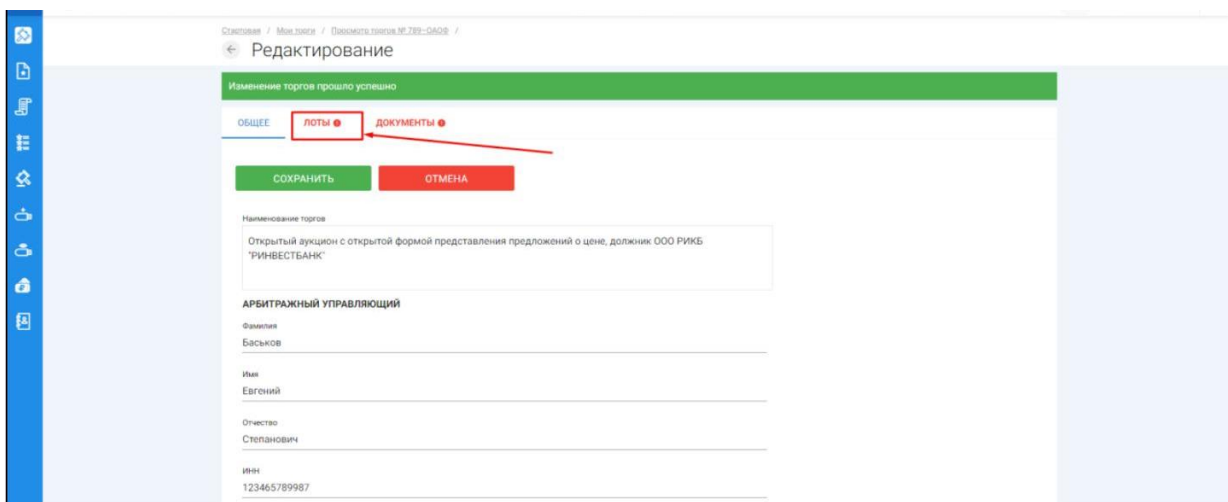 Стартовая / Мои торги / Просмотр торгов № 789-ОАОФ /
Редактирование
Изменение торгов прошло успешно
ОБЩЕЕ ЛОТЫ ДОКУМЕНТЫ
СОХРАНИТЬ ОТМЕНА
Наименование торгов
Открытый аукцион с открытой формой представления предложений о цене, должник ООО РИКБ
"РИНВЕСТБАНК"
АРБИТРАЖНЫЙ УПРАВЛЯЮЩИЙ
Фамилия
Баськов
Имя
Евгений
Отчество
Степанович
ИНН
123465789987